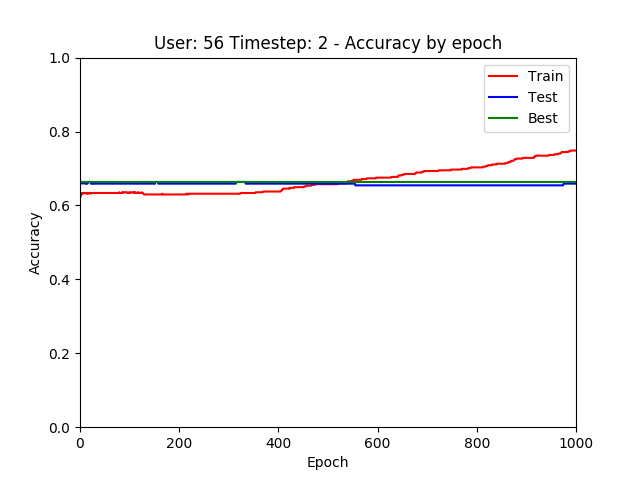 User: 56 Timestep: 2 - Accuracy by epoch
1.0
0.8
0.6
0.4
0.2
0.0
Accuracy
Train
Test
Best
0 200 400 600 800 1000
Epoch